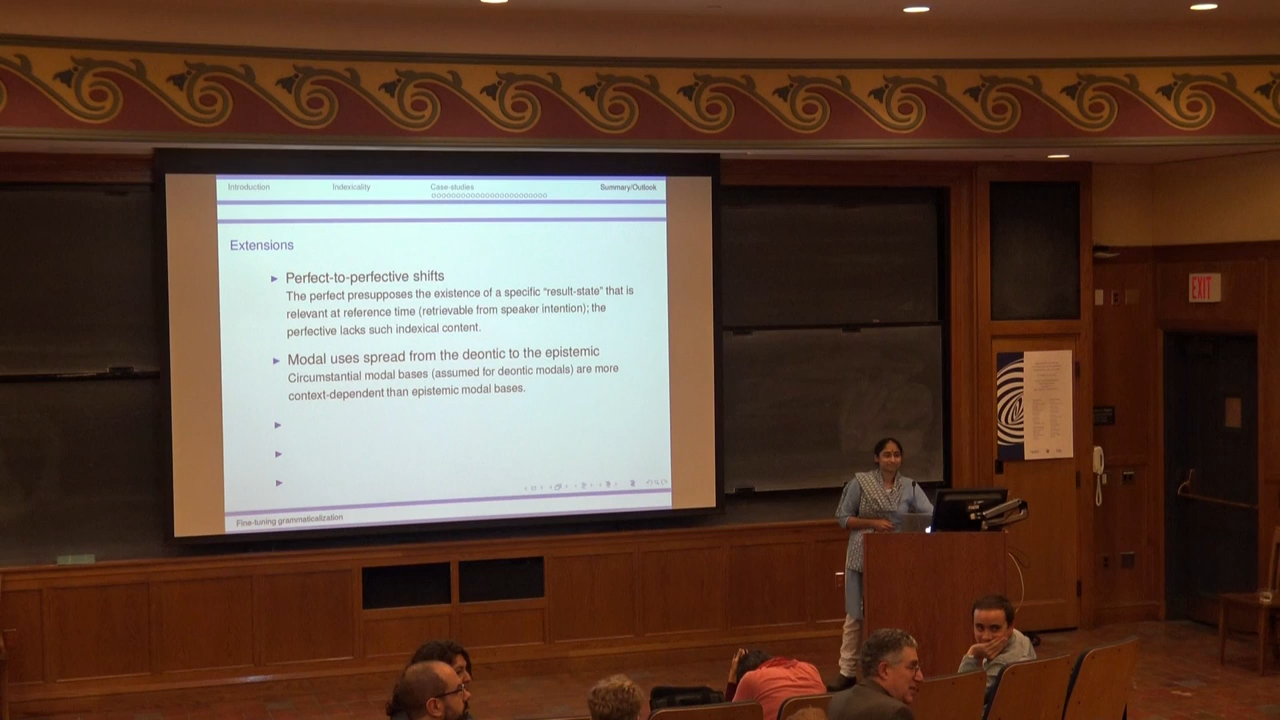 Introduction
Indexicality
Case-studies
Summary/Outlook
Extensions
Perfect-to-perfective shifts
The perfect presupposes the existence of a specific “result-state” that is
relevant at reference time (retrievable from speaker intention); the
perfective lacks such indexical content.
Modal uses spread from the deontic to the epistemic
Circumstantial modal bases (assumed for deontic modals) are more
context-dependent than epistemic modal bases.
Fine-tuning grammaticalization
EXIT